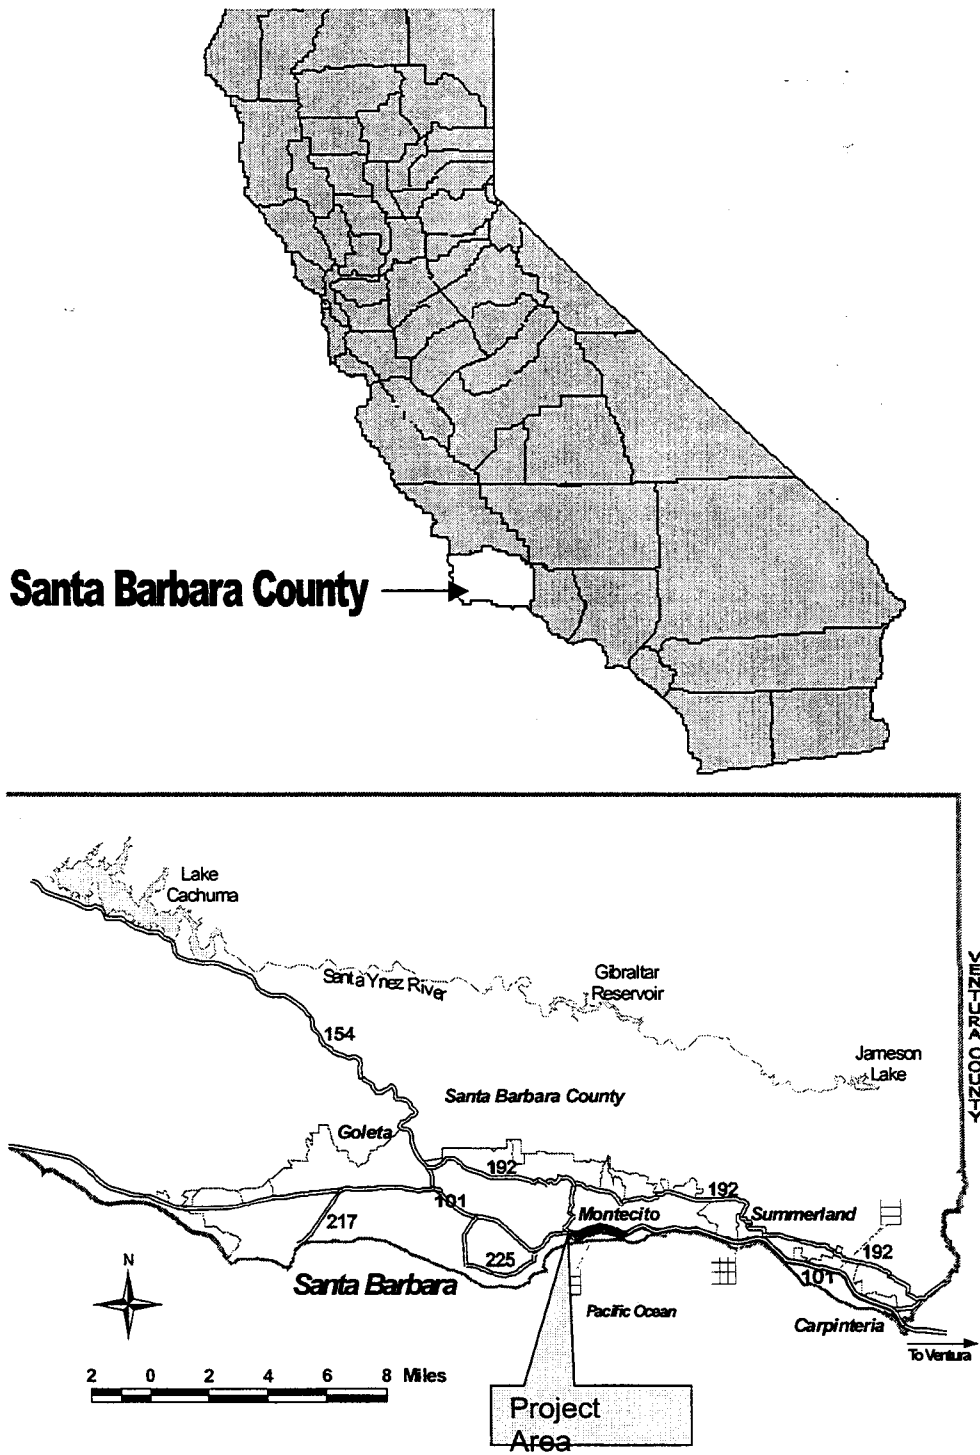 Santa Barbara County
Lake
Cachuma
Santa Ynez River
Gibraltar
Reservoir
VENTURA COUNTY
154
Jameson
Lake
Santa Barbara County
Goleta
192
192
101
Montecito
Summerland
217
192
225
101
Santa Barbara
N
Pacific Ocean
Carpinteria
To Ventura
2 0 2 4 6 8 Miles
Project
Area